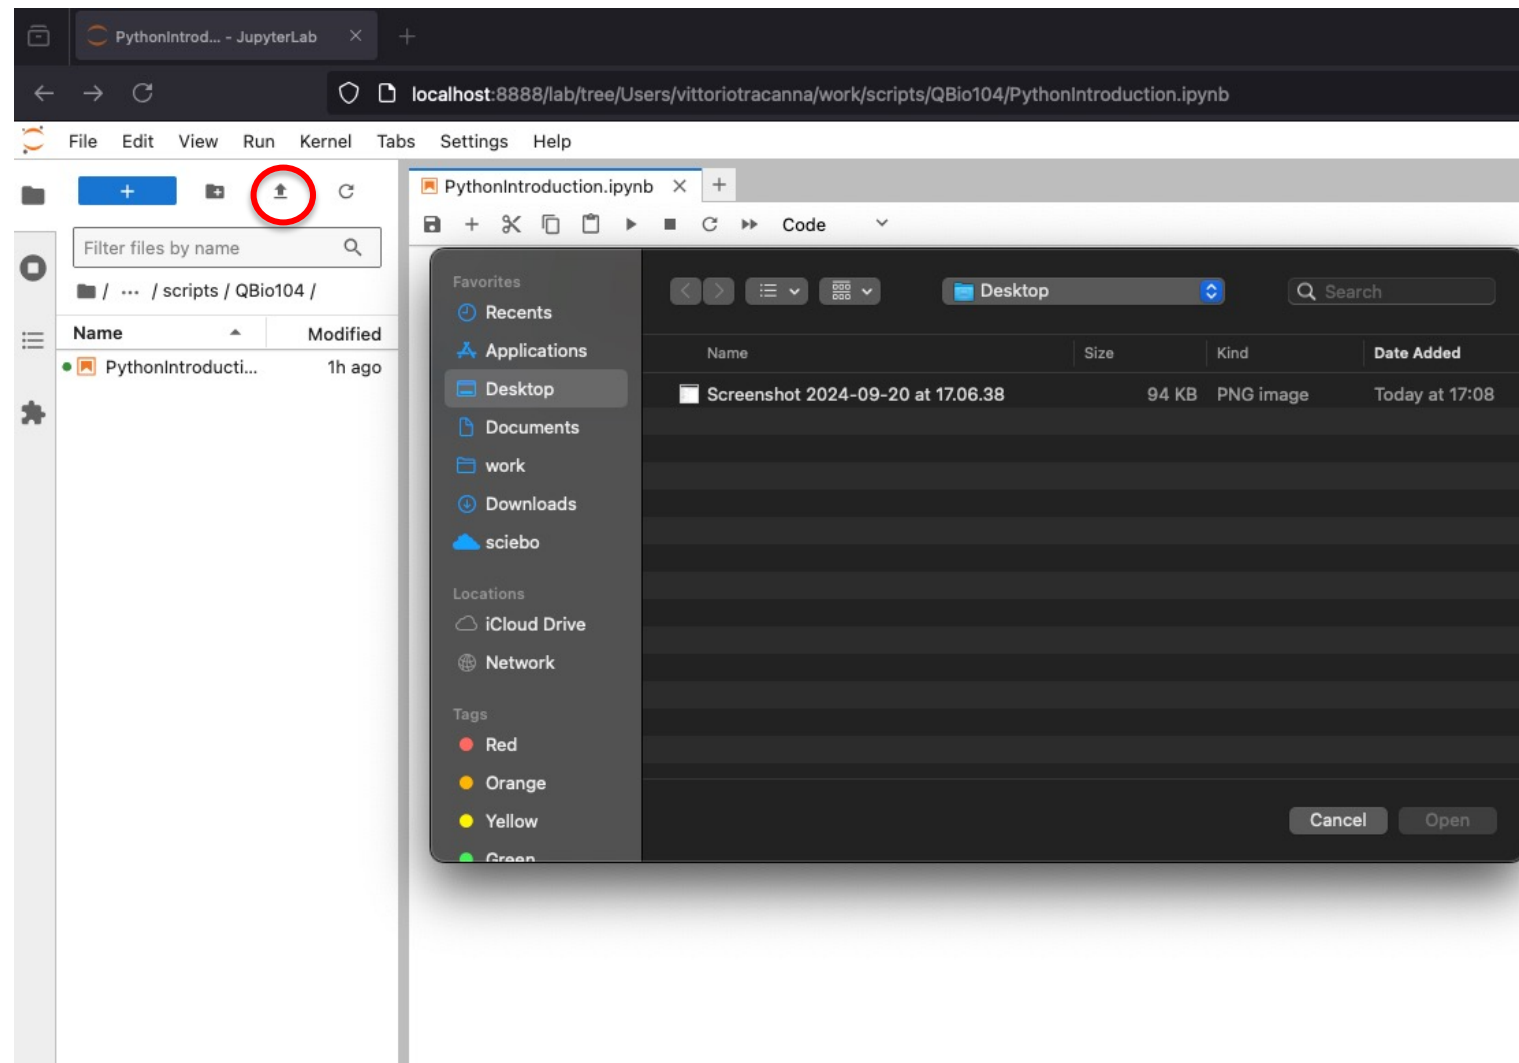 PythonIntrod... - JupyterLab
localhost:8888/lab/tree/Users/vittoriotracanna/work/scripts/QBio104/PythonIntroduction.ipynb
File Edit View Run Kernel Tabs Settings Help
PythonIntroduction.ipynb
Code
Filter files by name
/ ··· / scripts / QBio104 /
Name Modified
PythonIntroducti... 1h ago
Favorites
Recents
Applications
Desktop
Documents
work
Downloads
sciebo
Locations
iCloud Drive
Network
Tags
Red
Orange
Yellow
Green
Desktop
Search
Name Size Kind Date Added
Screenshot 2024-09-20 at 17.06.38 94 KB PNG image Today at 17:08
Cancel Open